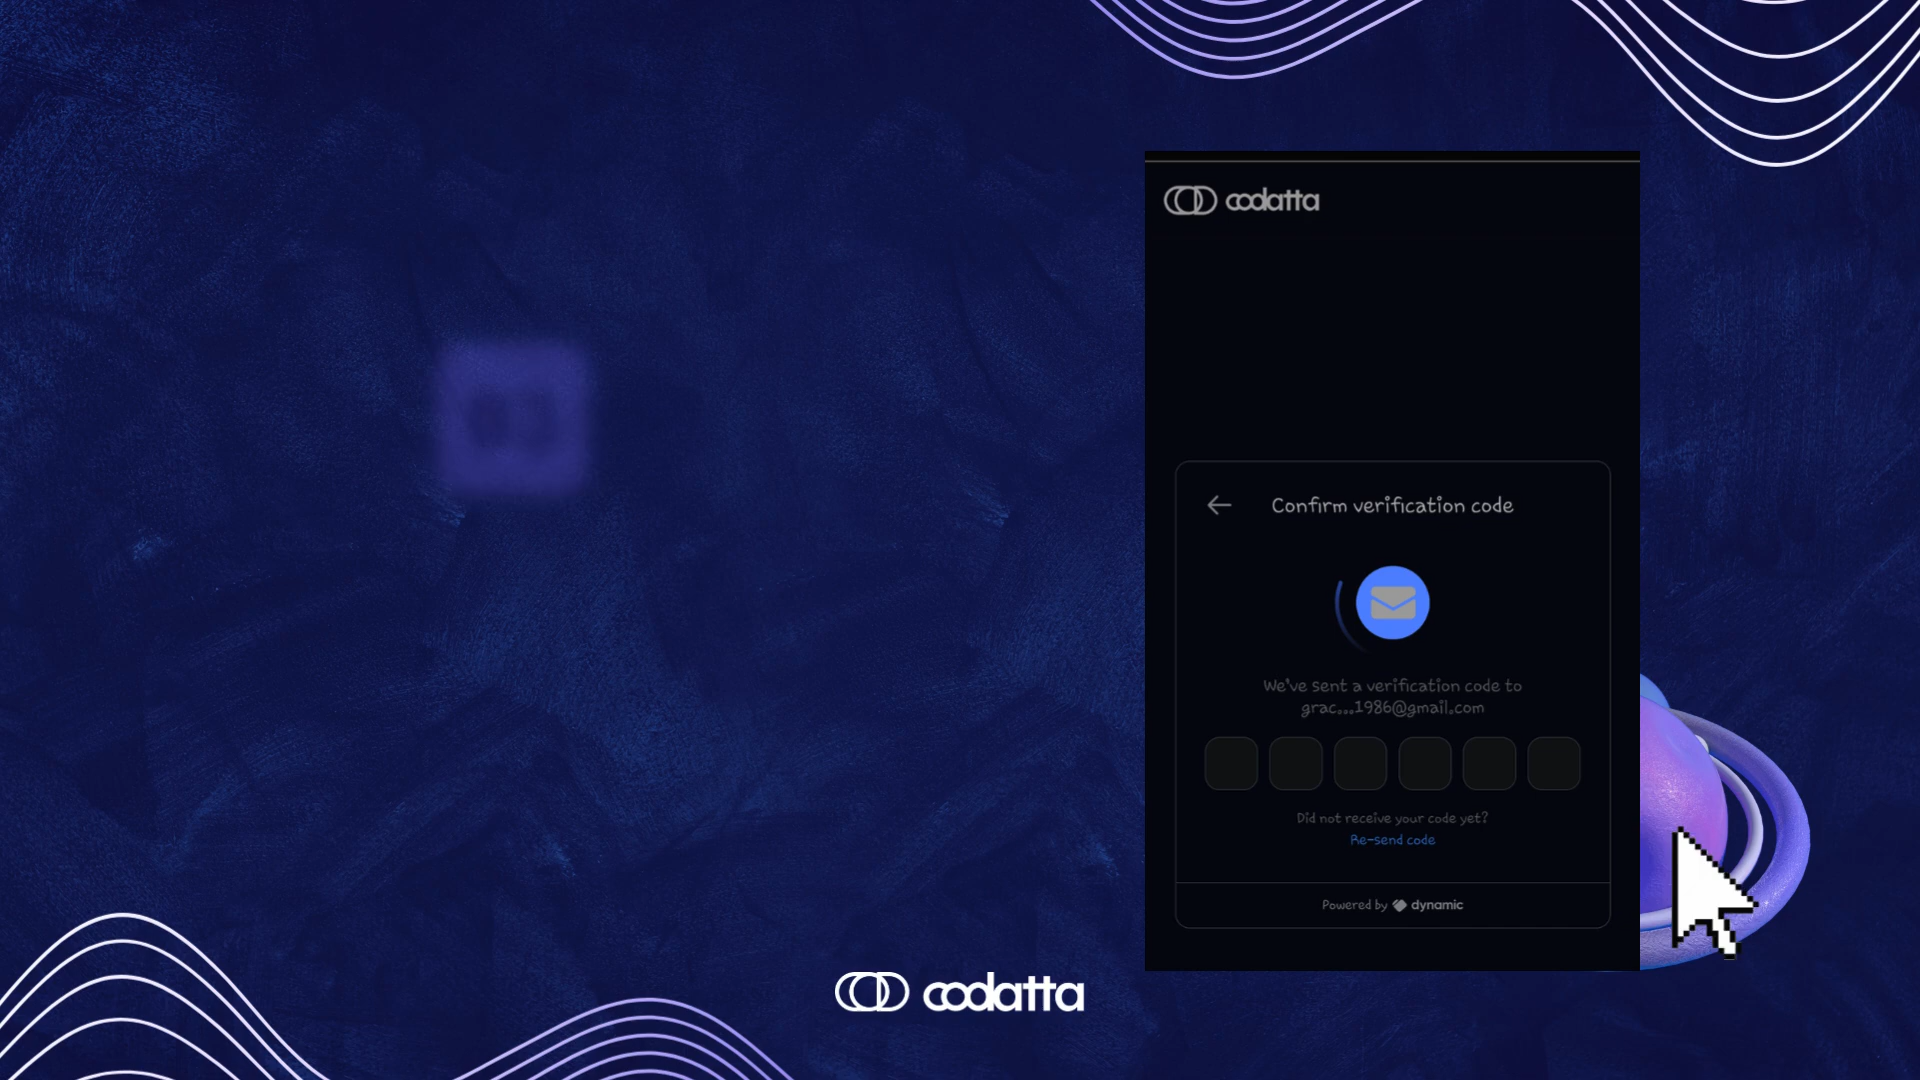 codatta
Confirm verification code
We've sent a verification code to
grac...1986@gmail.com
Did not receive your code yet?
Re-send code
Powered by dynamic
codatta